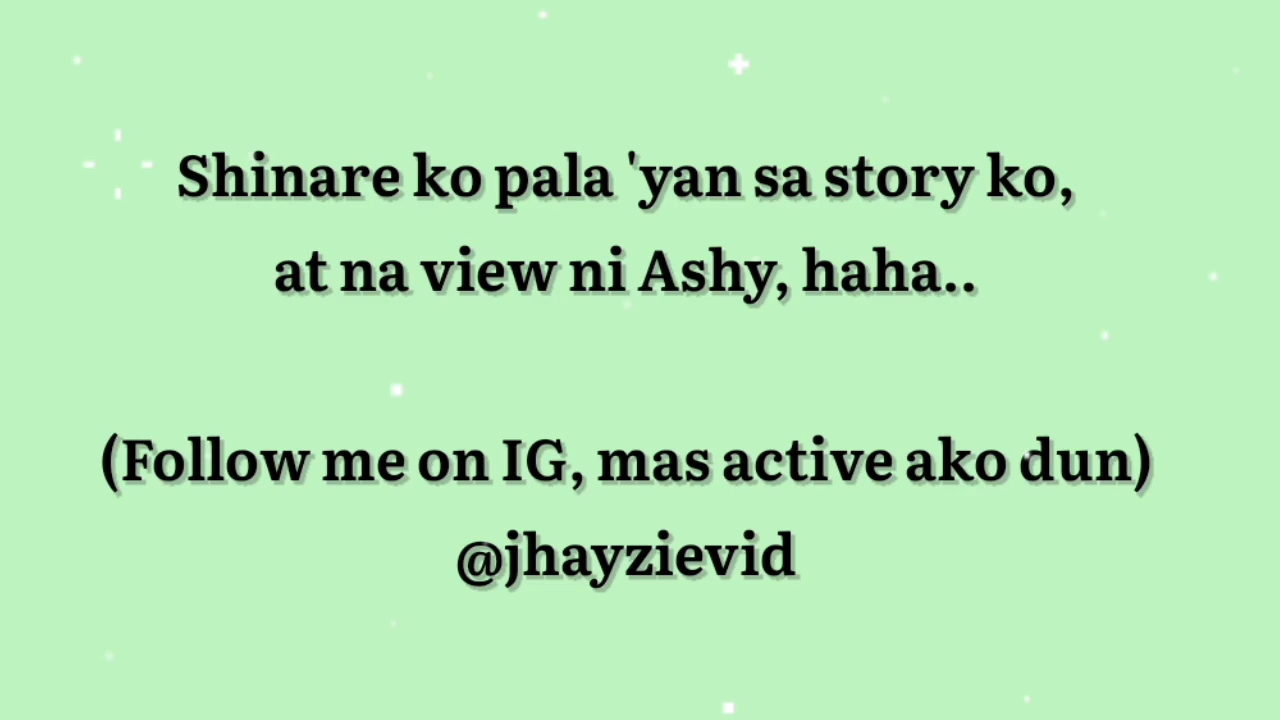 Shinare ko pala 'yan sa story ko,
at na view ni Ashy, haha..
(Follow me on IG, mas active ako dun)
@jhayzievid